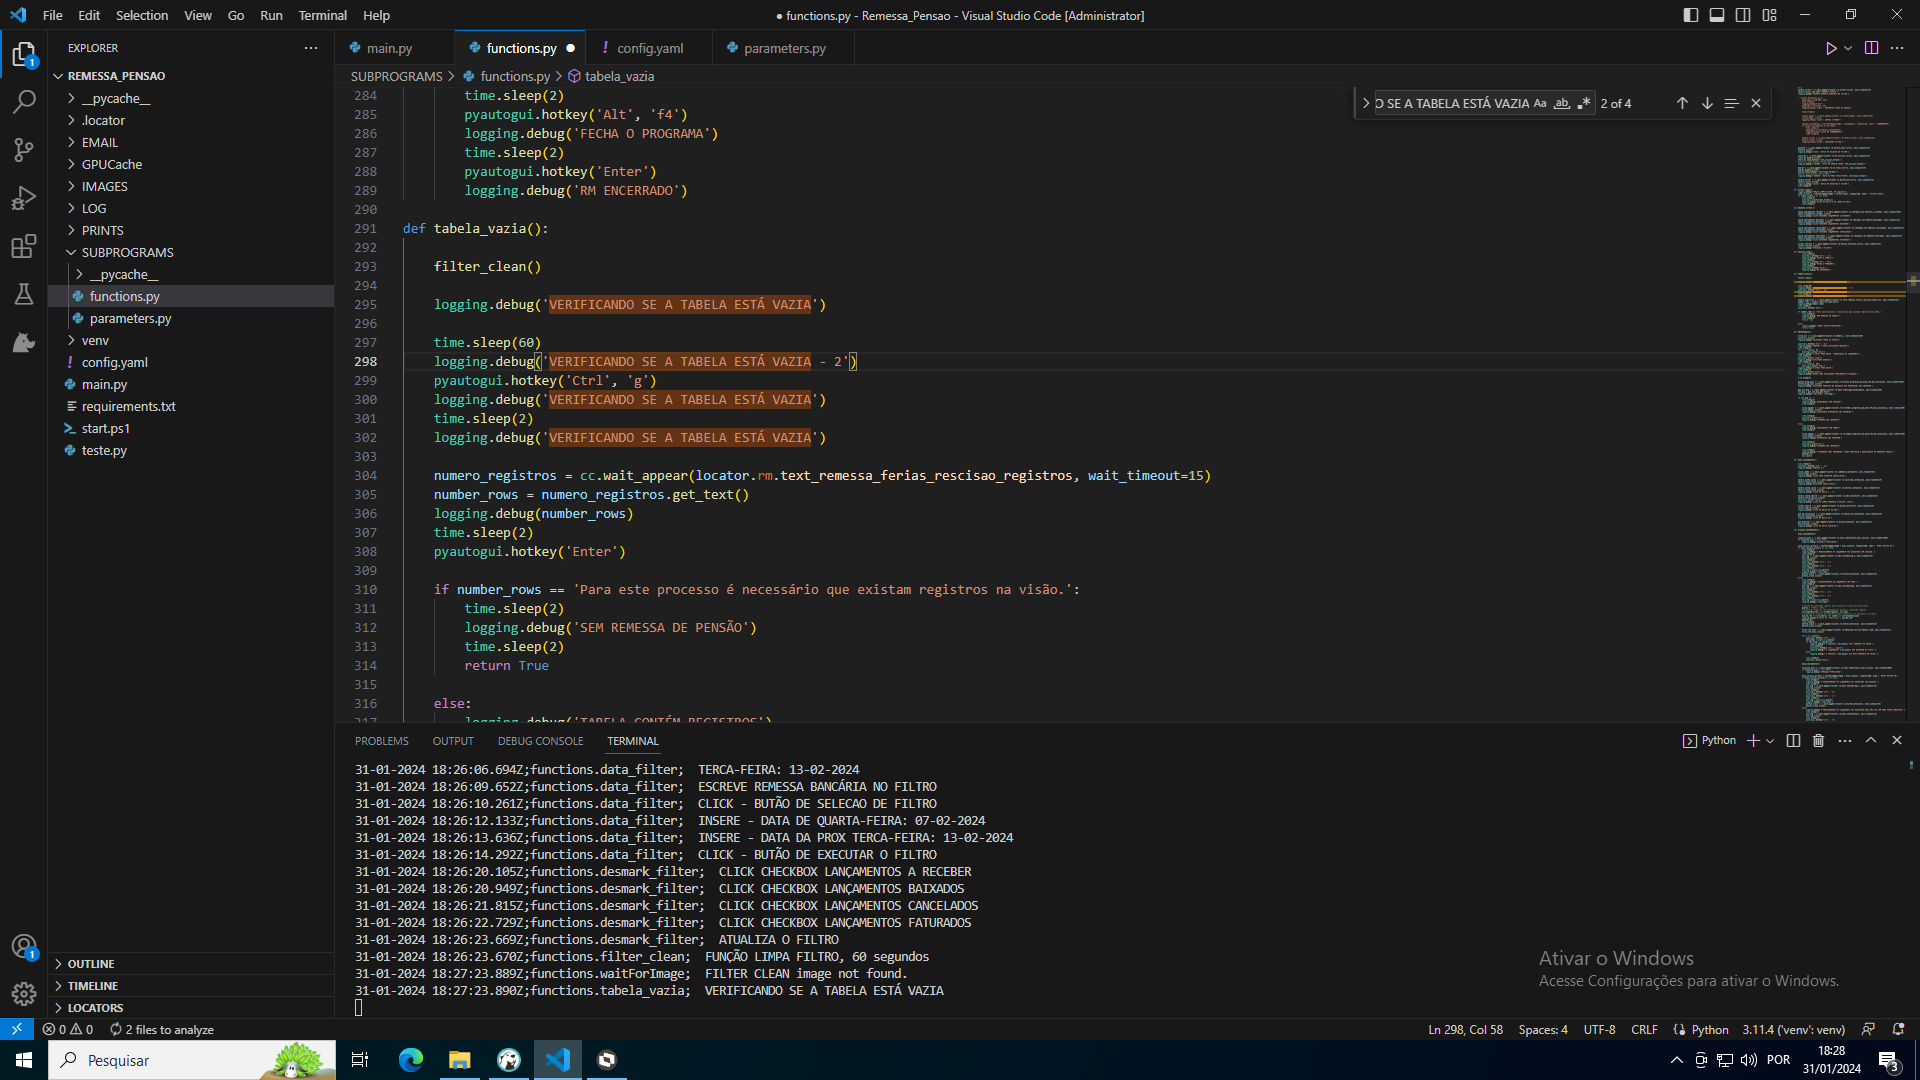 File Edit Selection View Go Run Terminal Help
● functions.py - Remessa_Pensao - Visual Studio Code [Administrator]
EXPLORER
REMESSA_PENSAO
__pycache__
.locator
EMAIL
GPUCache
IMAGES
LOG
PRINTS
SUBPROGRAMS
__pycache__
functions.py
parameters.py
venv
config.yaml
main.py
requirements.txt
start.ps1
teste.py
OUTLINE
TIMELINE
LOCATORS
main.py functions.py ● config.yaml parameters.py
SUBPROGRAMS > functions.py > tabela_vazia
O SE A TABELA ESTÁ VAZIA Aa ab .* 2 of 4
284 time.sleep(2)
285 pyautogui.hotkey('Alt', 'f4')
286 logging.debug('FECHA O PROGRAMA')
287 time.sleep(2)
288 pyautogui.hotkey('Enter')
289 logging.debug('RM ENCERRADO')
290
291 def tabela_vazia():
292
293 filter_clean()
294
295 logging.debug('VERIFICANDO SE A TABELA ESTÁ VAZIA')
296
297 time.sleep(60)
298 logging.debug('VERIFICANDO SE A TABELA ESTÁ VAZIA - 2')
299 pyautogui.hotkey('Ctrl', 'g')
300 logging.debug('VERIFICANDO SE A TABELA ESTÁ VAZIA')
301 time.sleep(2)
302 logging.debug('VERIFICANDO SE A TABELA ESTÁ VAZIA')
303
304 numero_registros = cc.wait_appear(locator.rm.text_remessa_ferias_rescisao_registros, wait_timeout=15)
305 number_rows = numero_registros.get_text()
306 logging.debug(number_rows)
307 time.sleep(2)
308 pyautogui.hotkey('Enter')
309
310 if number_rows == 'Para este processo é necessário que existam registros na visão.':
311 time.sleep(2)
312 logging.debug('SEM REMESSA DE PENSÃO')
313 time.sleep(2)
314 return True
315
316 else:
317 logging.debug('TABELA CONTÉM REGISTROS')
PROBLEMS OUTPUT DEBUG CONSOLE TERMINAL
Python
31-01-2024 18:26:06.694Z;functions.data_filter; TERCA-FEIRA: 13-02-2024
31-01-2024 18:26:09.652Z;functions.data_filter; ESCREVE REMESSA BANCÁRIA NO FILTRO
31-01-2024 18:26:10.261Z;functions.data_filter; CLICK - BUTÃO DE SELECAO DE FILTRO
31-01-2024 18:26:12.133Z;functions.data_filter; INSERE - DATA DE QUARTA-FEIRA: 07-02-2024
31-01-2024 18:26:13.636Z;functions.data_filter; INSERE - DATA DA PROX TERCA-FEIRA: 13-02-2024
31-01-2024 18:26:14.292Z;functions.data_filter; CLICK - BUTÃO DE EXECUTAR O FILTRO
31-01-2024 18:26:20.105Z;functions.desmark_filter; CLICK CHECKBOX LANÇAMENTOS A RECEBER
31-01-2024 18:26:20.949Z;functions.desmark_filter; CLICK CHECKBOX LANÇAMENTOS BAIXADOS
31-01-2024 18:26:21.815Z;functions.desmark_filter; CLICK CHECKBOX LANÇAMENTOS CANCELADOS
31-01-2024 18:26:22.729Z;functions.desmark_filter; CLICK CHECKBOX LANÇAMENTOS FATURADOS
31-01-2024 18:26:23.669Z;functions.desmark_filter; ATUALIZA O FILTRO
31-01-2024 18:26:23.670Z;functions.filter_clean; FUNÇÃO LIMPA FILTRO, 60 segundos
31-01-2024 18:27:23.889Z;functions.waitForImage; FILTER CLEAN image not found.
31-01-2024 18:27:23.890Z;functions.tabela_vazia; VERIFICANDO SE A TABELA ESTÁ VAZIA
Ativar o Windows
Acesse Configurações para ativar o Windows.
0 0 2 files to analyze
Ln 298, Col 58 Spaces: 4 UTF-8 CRLF Python 3.11.4 ('venv': venv)
Pesquisar
POR
18:28
31/01/2024
3